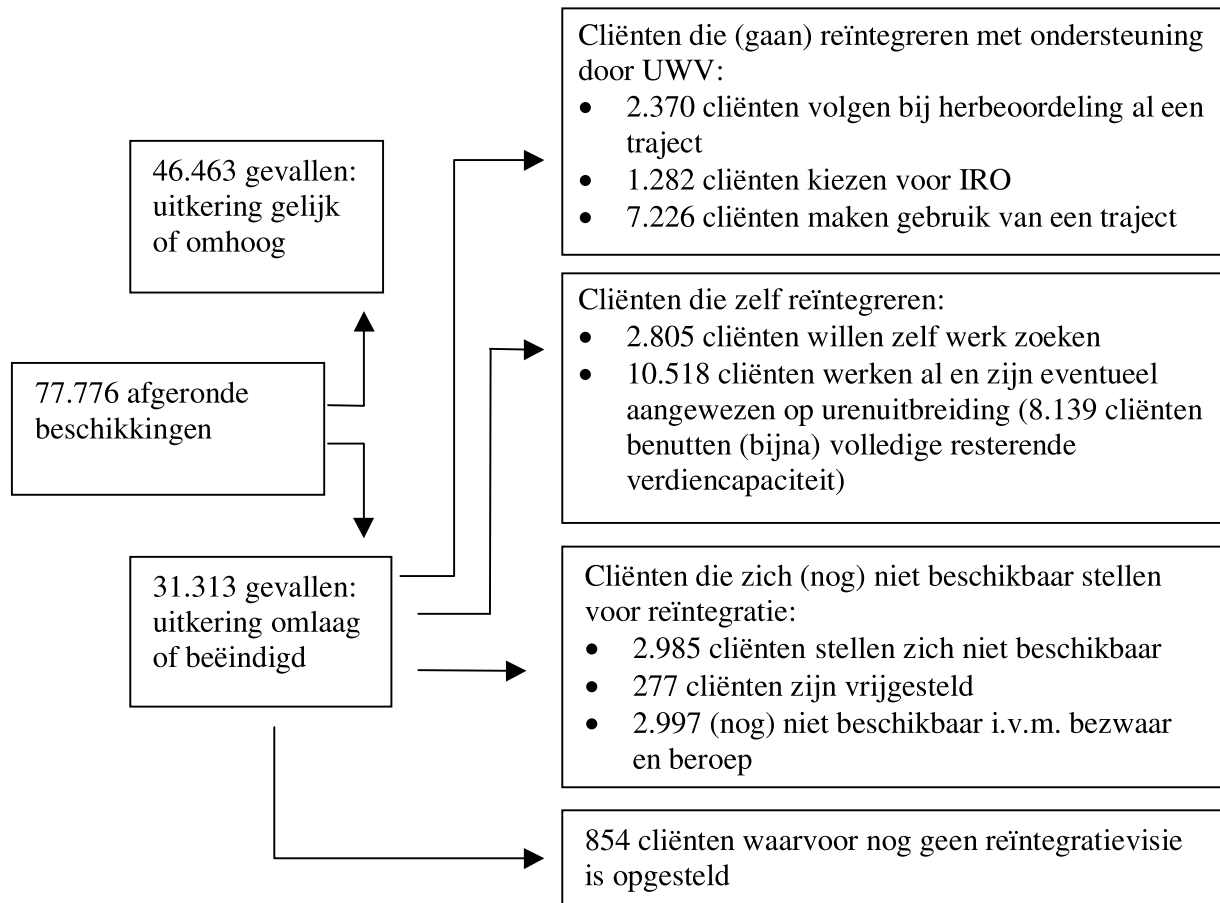 77.776 afgeronde
beschikkingen
46.463 gevallen:
uitkering gelijk
of omhoog
31.313 gevallen:
uitkering omlaag
of beëindigd
Cliënten die (gaan) reïntegreren met ondersteuning
door UWV:
• 2.370 cliënten volgen bij herbeoordeling al een
traject
• 1.282 cliënten kiezen voor IRO
• 7.226 cliënten maken gebruik van een traject
Cliënten die zelf reïntegreren:
• 2.805 cliënten willen zelf werk zoeken
• 10.518 cliënten werken al en zijn eventueel
aangewezen op urenuitbreiding (8.139 cliënten
benutten (bijna) volledige resterende
verdiencapaciteit)
Cliënten die zich (nog) niet beschikbaar stellen
voor reïntegratie:
• 2.985 cliënten stellen zich niet beschikbaar
• 277 cliënten zijn vrijgesteld
• 2.997 (nog) niet beschikbaar i.v.m. bezwaar
en beroep
854 cliënten waarvoor nog geen reïntegratievisie
is opgesteld